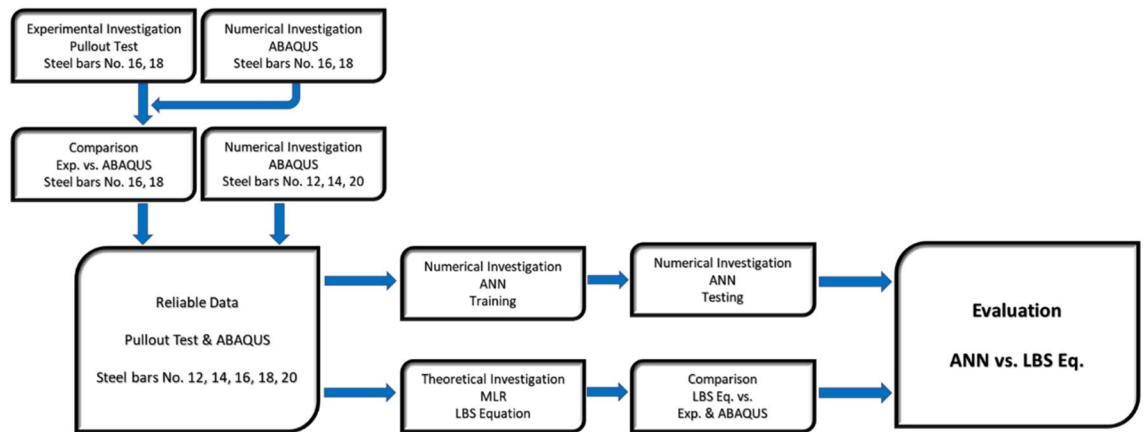 Experimental Investigation
Pullout Test
Steel bars No. 16, 18
Numerical Investigation
ABAQUS
Steel bars No. 16, 18
Comparison
Exp. vs. ABAQUS
Steel bars No. 16, 18
Numerical Investigation
ABAQUS
Steel bars No. 12, 14, 20
Reliable Data
Pullout Test & ABAQUS
Steel bars No. 12, 14, 16, 18, 20
Numerical Investigation
ANN
Training
Numerical Investigation
ANN
Testing
Theoretical Investigation
MLR
LBS Equation
Comparison
LBS Eq. vs.
Exp. & ABAQUS
Evaluation
ANN vs. LBS Eq.